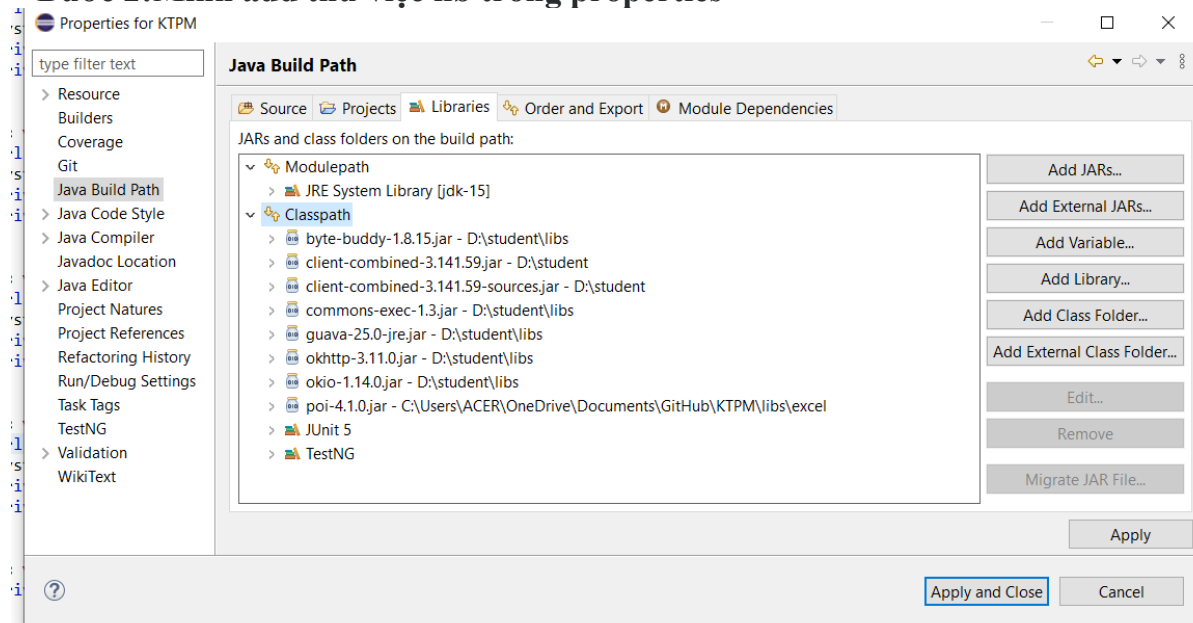 Properties for KTPM
type filter text
Resource
Builders
Coverage
Git
Java Build Path
Java Code Style
Java Compiler
Javadoc Location
Java Editor
Project Natures
Project References
Refactoring History
Run/Debug Settings
Task Tags
TestNG
Validation
WikiText
Java Build Path
Source Projects Libraries Order and Export Module Dependencies
JARs and class folders on the build path:
Modulepath
JRE System Library [jdk-15]
Classpath
byte-buddy-1.8.15.jar - D:\student\libs
client-combined-3.141.59.jar - D:\student
client-combined-3.141.59-sources.jar - D:\student
commons-exec-1.3.jar - D:\student\libs
guava-25.0-jre.jar - D:\student\libs
okhttp-3.11.0.jar - D:\student\libs
okio-1.14.0.jar - D:\student\libs
poi-4.1.0.jar - C:\Users\ACER\OneDrive\Documents\GitHub\KTPM\libs\excel
JUnit 5
TestNG
Add JARs...
Add External JARs...
Add Variable...
Add Library...
Add Class Folder...
Add External Class Folder...
Edit...
Remove
Migrate JAR File...
Apply
Apply and Close
Cancel